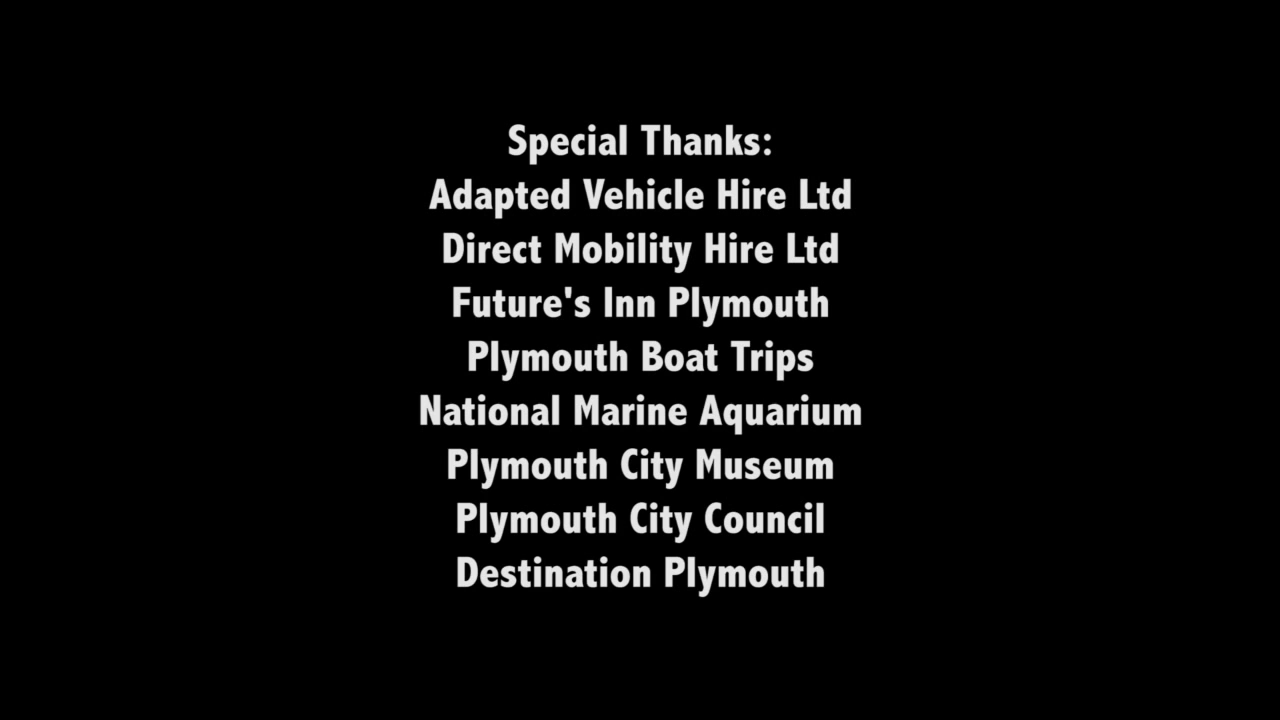 Special Thanks:
Adapted Vehicle Hire Ltd
Direct Mobility Hire Ltd
Future's Inn Plymouth
Plymouth Boat Trips
National Marine Aquarium
Plymouth City Museum
Plymouth City Council
Destination Plymouth